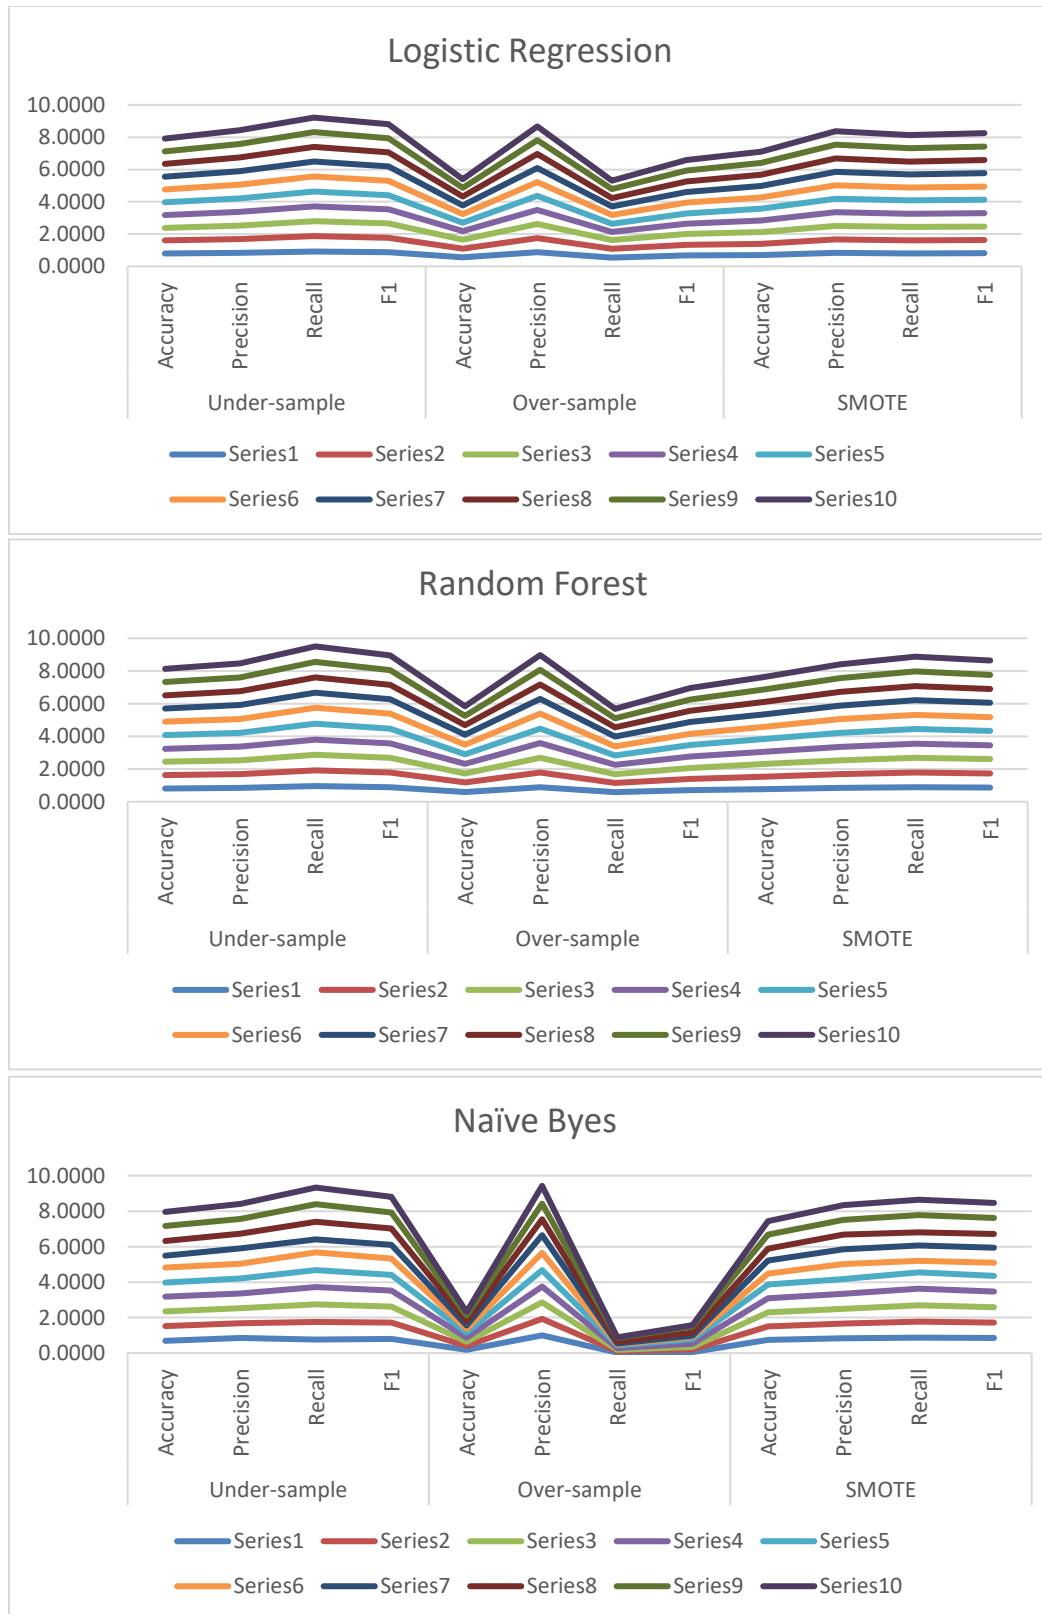 Logistic Regression
10.0000
8.0000
6.0000
4.0000
2.0000
0.0000
Accuracy Precision Recall F1 Accuracy Precision Recall F1 Accuracy Precision Recall F1
Under-sample Over-sample SMOTE
Series1 Series2 Series3 Series4 Series5
Series6 Series7 Series8 Series9 Series10
Random Forest
10.0000
8.0000
6.0000
4.0000
2.0000
0.0000
Accuracy Precision Recall F1 Accuracy Precision Recall F1 Accuracy Precision Recall F1
Under-sample Over-sample SMOTE
Series1 Series2 Series3 Series4 Series5
Series6 Series7 Series8 Series9 Series10
Naïve Byes
10.0000
8.0000
6.0000
4.0000
2.0000
0.0000
Accuracy Precision Recall F1 Accuracy Precision Recall F1 Accuracy Precision Recall F1
Under-sample Over-sample SMOTE
Series1 Series2 Series3 Series4 Series5
Series6 Series7 Series8 Series9 Series10